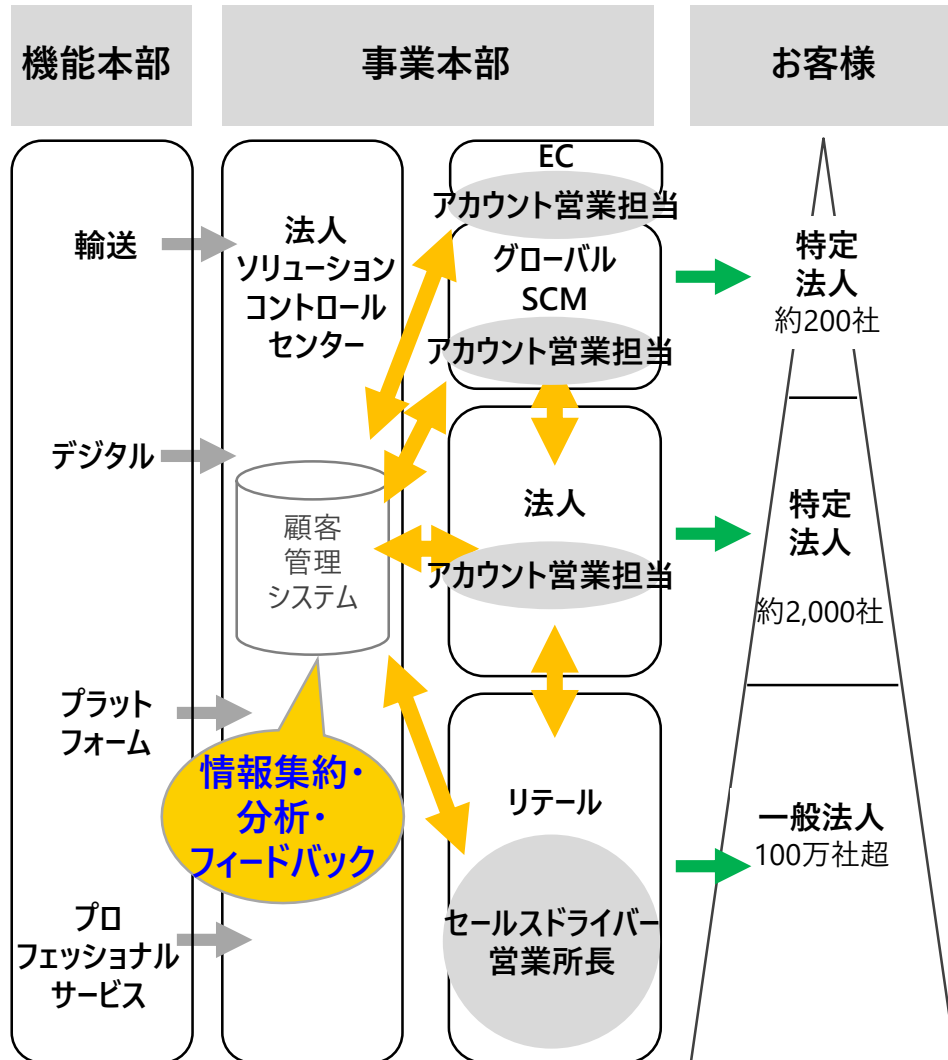 機能本部
事業本部
お客様
輸送
デジタル
プラット
フォーム
プロ
フェッショナル
サービス
法人
ソリューション
コントロール
センター
顧客
管理
システム
情報集約・
分析・
フィードバック
EC
アカウント営業担当
グローバル
SCM
アカウント営業担当
法人
アカウント営業担当
リテール
セールスドライバー
営業所長
特定
法人
約200社
特定
法人
約2,000社
一般法人
100万社超